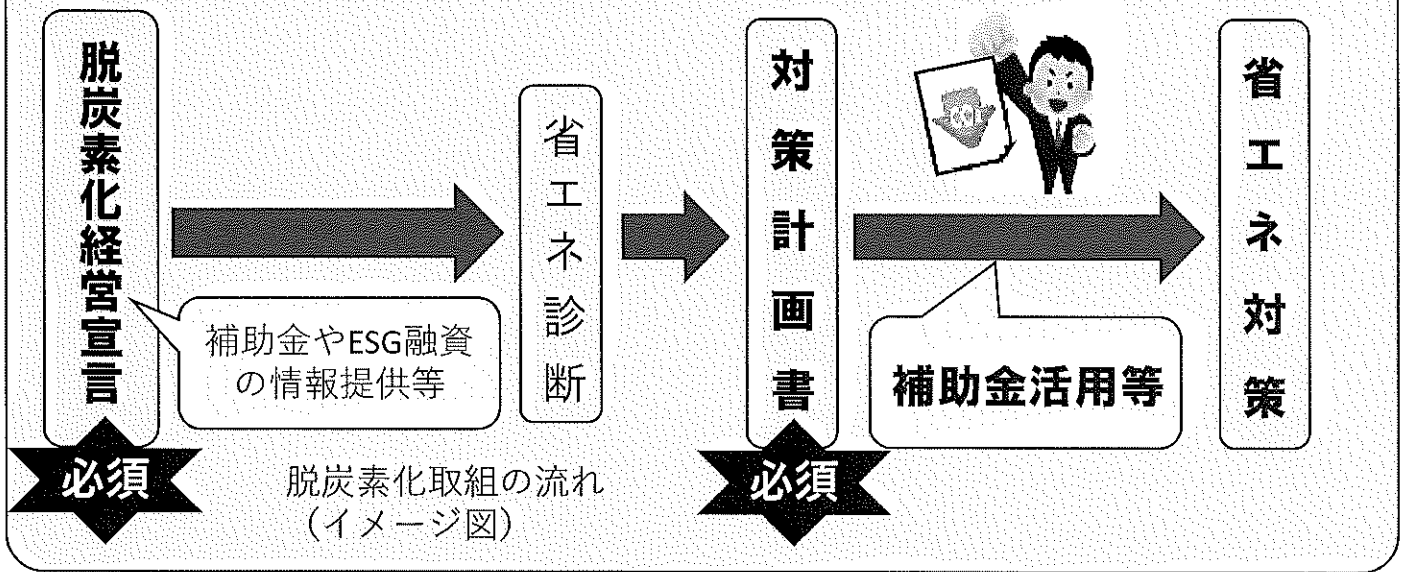 脱炭素化経営宣言
必須
補助金やESG融資
の情報提供等
省エネ診断
対策計画書
必須
補助金活用等
省エネ対策
脱炭素化取組の流れ
（イメージ図）